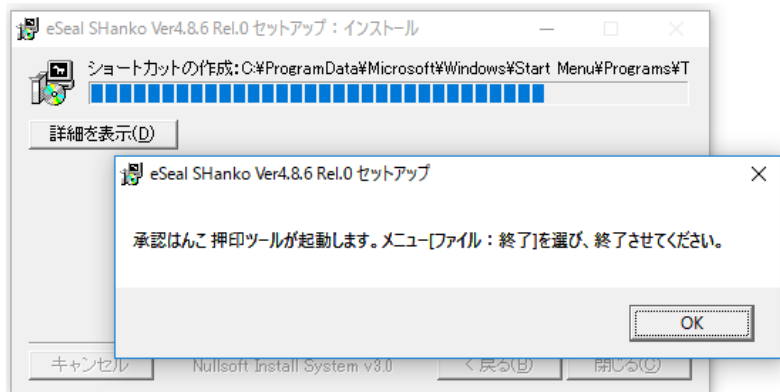 eSeal SHanko Ver4.8.6 Rel.0 セットアップ：インストール
ショートカットの作成: C:¥ProgramData¥Microsoft¥Windows¥Start Menu¥Programs¥T
詳細を表示(D)
eSeal SHanko Ver4.8.6 Rel.0 セットアップ
承認はんこ 押印ツールが起動します。メニュー[ファイル：終了]を選び、終了させてください。
OK
キャンセル
Nullsoft Install System v3.0
< 戻る(B)
閉じる(C)